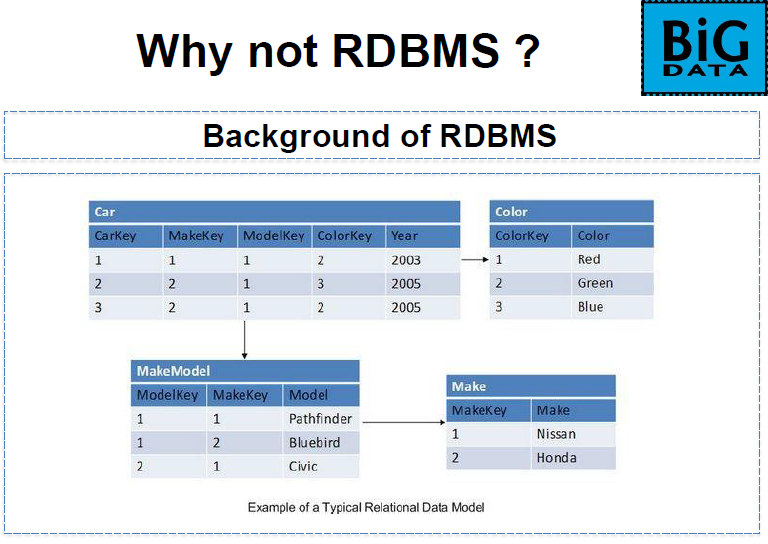 Why not RDBMS ?
BiG
DATA
Background of RDBMS
Car
CarKey MakeKey ModelKey ColorKey Year
1 1 1 2 2003
2 2 1 3 2005
3 2 1 2 2005
Color
ColorKey Color
1 Red
2 Green
3 Blue
MakeModel
ModelKey MakeKey Model
1 1 Pathfinder
1 2 Bluebird
2 1 Civic
Make
MakeKey Make
1 Nissan
2 Honda
Example of a Typical Relational Data Model